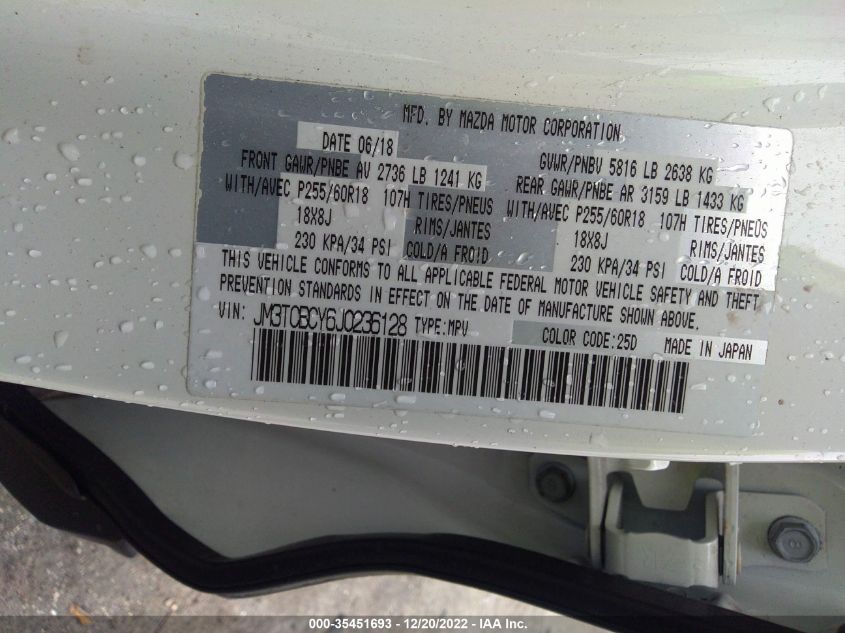 MFD. BY MAZDA MOTOR CORPORATION
DATE 06/18
GVWR/PNBV 5816 LB 2638 KG
FRONT GAWR/PNBE AV 2736 LB 1241 KG
REAR GAWR/PNBE AR 3159 LB 1433 KG
WITH/AVEC P255/60R18 107H TIRES/PNEUS
WITH/AVEC P255/60R18 107H TIRES/PNEUS
18X8J RIMS/JANTES
18X8J RIMS/JANTES
230 KPA/34 PSI COLD/A FROID
230 KPA/34 PSI COLD/A FROID
THIS VEHICLE CONFORMS TO ALL APPLICABLE FEDERAL MOTOR VEHICLE SAFETY AND THEFT
PREVENTION STANDARDS IN EFFECT ON THE DATE OF MANUFACTURE SHOWN ABOVE.
VIN: JM3TCBCY6J0236128 TYPE:MPV COLOR CODE:25D MADE IN JAPAN
000-35451693 - 12/20/2022 - IAA Inc.